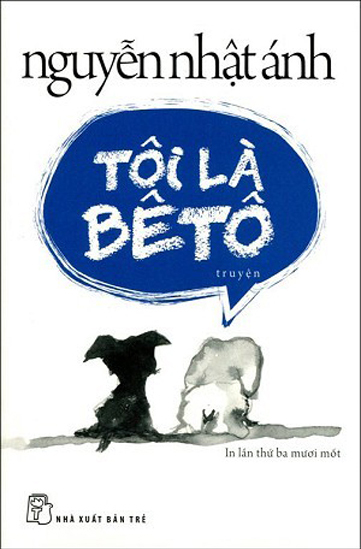 nguyễn nhật ánh
TÔI LÀ
BÊTÔ
truyện
In lần thứ ba mươi mốt
NHÀ XUẤT BẢN TRẺ